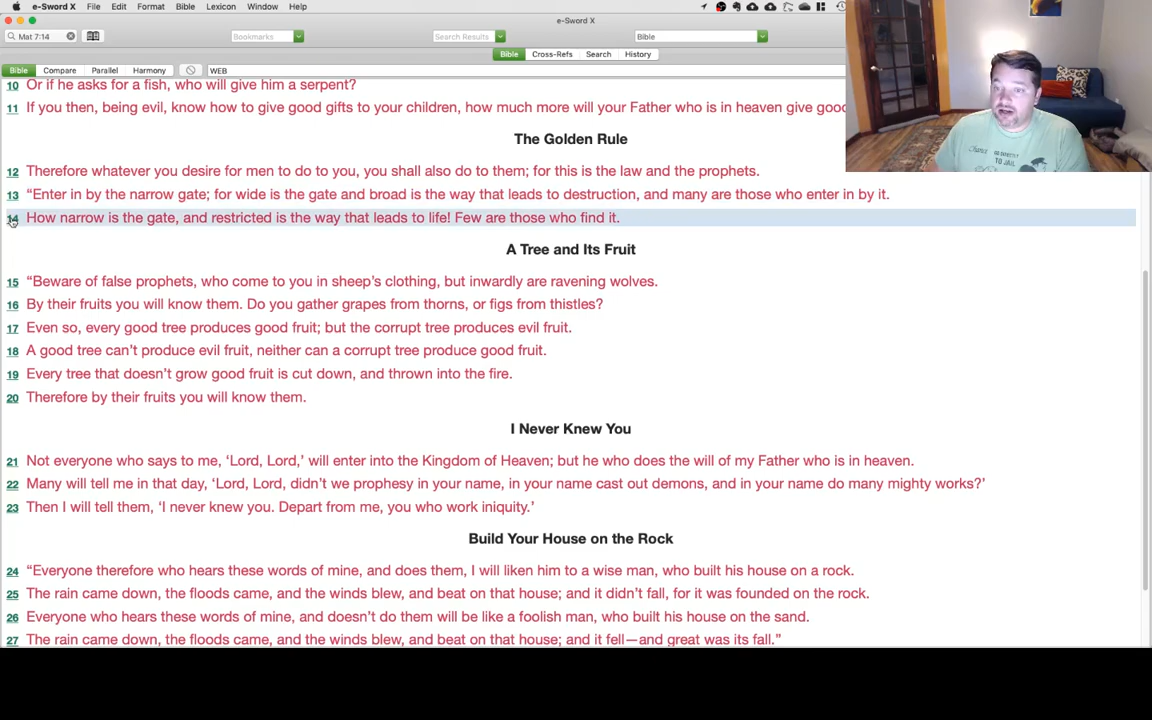 e-Sword X File Edit Format Bible Lexicon Window Help
e-Sword X
Mat 7:14 Bookmarks Search Results Bible
Bible Cross-Refs Search History
Bible Compare Parallel Harmony WEB
10 Or if he asks for a fish, who will give him a serpent?
11 If you then, being evil, know how to give good gifts to your children, how much more will your Father who is in heaven give good
The Golden Rule
12 Therefore whatever you desire for men to do to you, you shall also do to them; for this is the law and the prophets.
13 “Enter in by the narrow gate; for wide is the gate and broad is the way that leads to destruction, and many are those who enter in by it.
14 How narrow is the gate, and restricted is the way that leads to life! Few are those who find it.
A Tree and Its Fruit
15 “Beware of false prophets, who come to you in sheep’s clothing, but inwardly are ravening wolves.
16 By their fruits you will know them. Do you gather grapes from thorns, or figs from thistles?
17 Even so, every good tree produces good fruit; but the corrupt tree produces evil fruit.
18 A good tree can’t produce evil fruit, neither can a corrupt tree produce good fruit.
19 Every tree that doesn’t grow good fruit is cut down, and thrown into the fire.
20 Therefore by their fruits you will know them.
I Never Knew You
21 Not everyone who says to me, ‘Lord, Lord,’ will enter into the Kingdom of Heaven; but he who does the will of my Father who is in heaven.
22 Many will tell me in that day, ‘Lord, Lord, didn’t we prophesy in your name, in your name cast out demons, and in your name do many mighty works?’
23 Then I will tell them, ‘I never knew you. Depart from me, you who work iniquity.’
Build Your House on the Rock
24 “Everyone therefore who hears these words of mine, and does them, I will liken him to a wise man, who built his house on a rock.
25 The rain came down, the floods came, and the winds blew, and beat on that house; and it didn’t fall, for it was founded on the rock.
26 Everyone who hears these words of mine, and doesn’t do them will be like a foolish man, who built his house on the sand.
27 The rain came down, the floods came, and the winds blew, and beat on that house; and it fell—and great was its fall.”